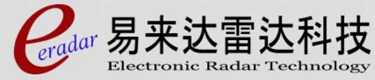 eradar
易来达雷达科技
Electronic Radar Technology